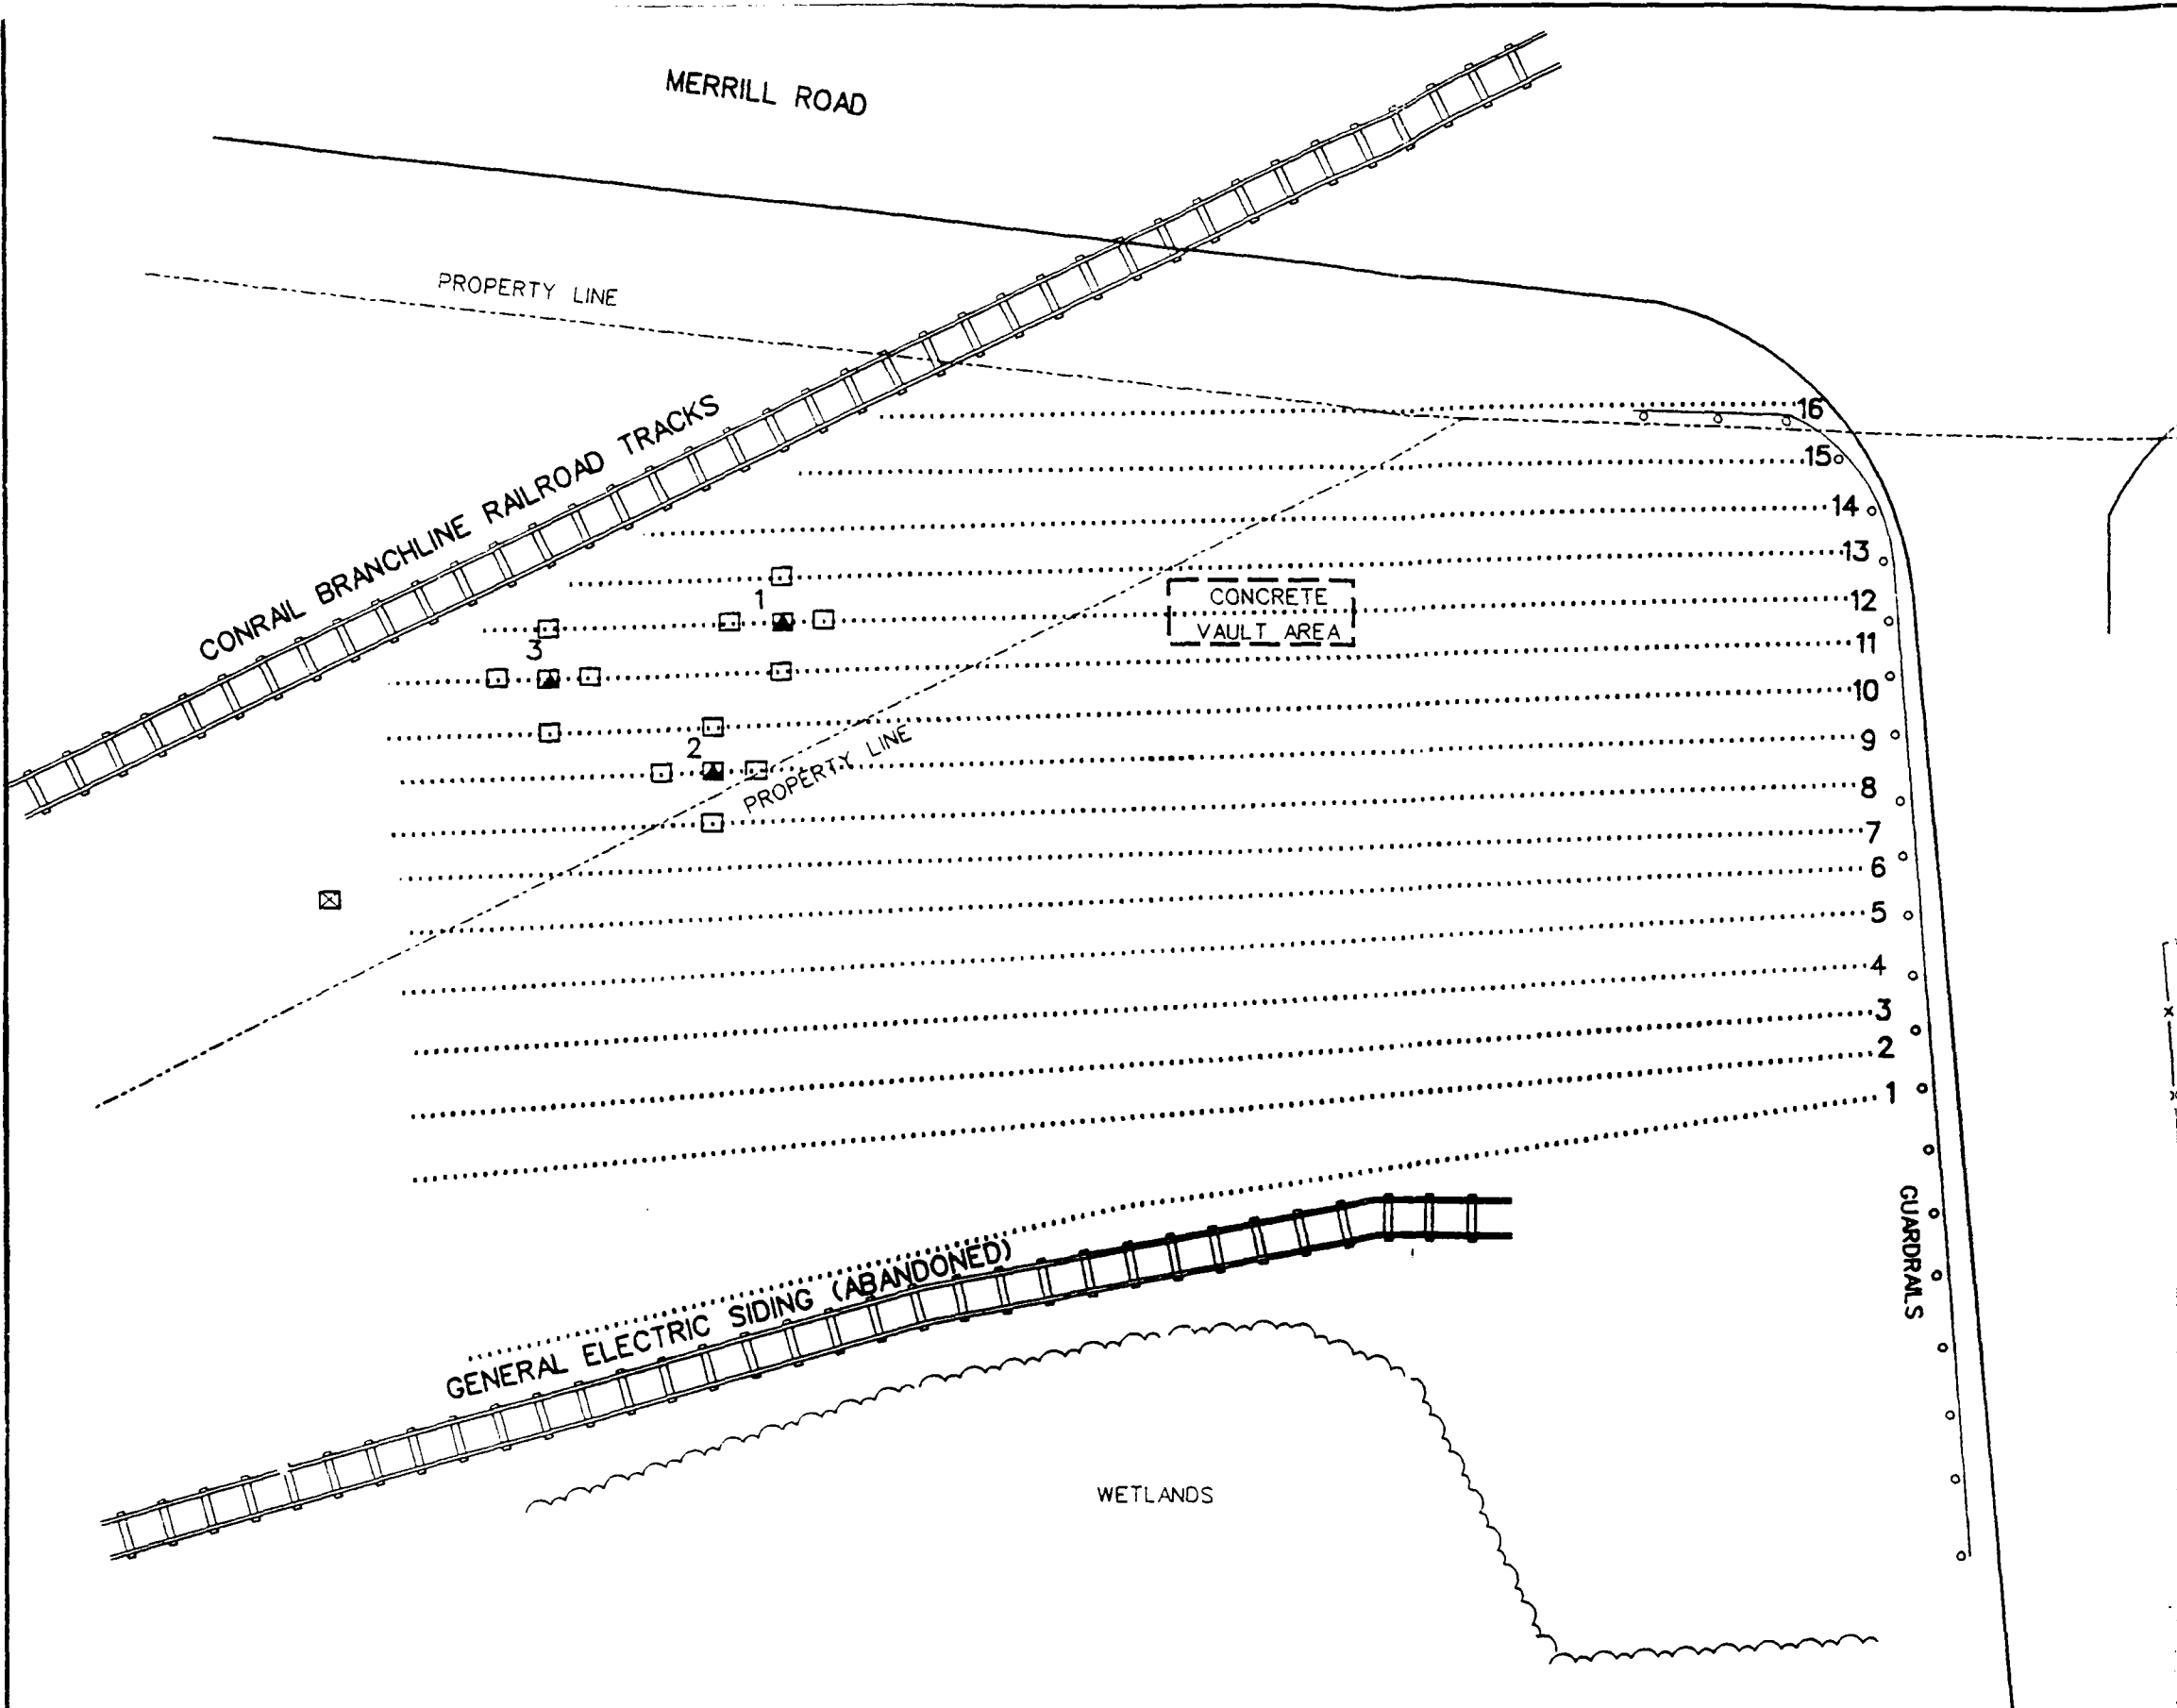 MERRILL ROAD
PROPERTY LINE
CONRAIL BRANCHLINE RAILROAD TRACKS
16
15
14
13
1
CONCRETE
VAULT AREA
12
3
11
10
2
PROPERTY LINE
9
8
7
6
5
4
3
2
1
GUARDRAILS
GENERAL ELECTRIC SIDING (ABANDONED)
WETLANDS